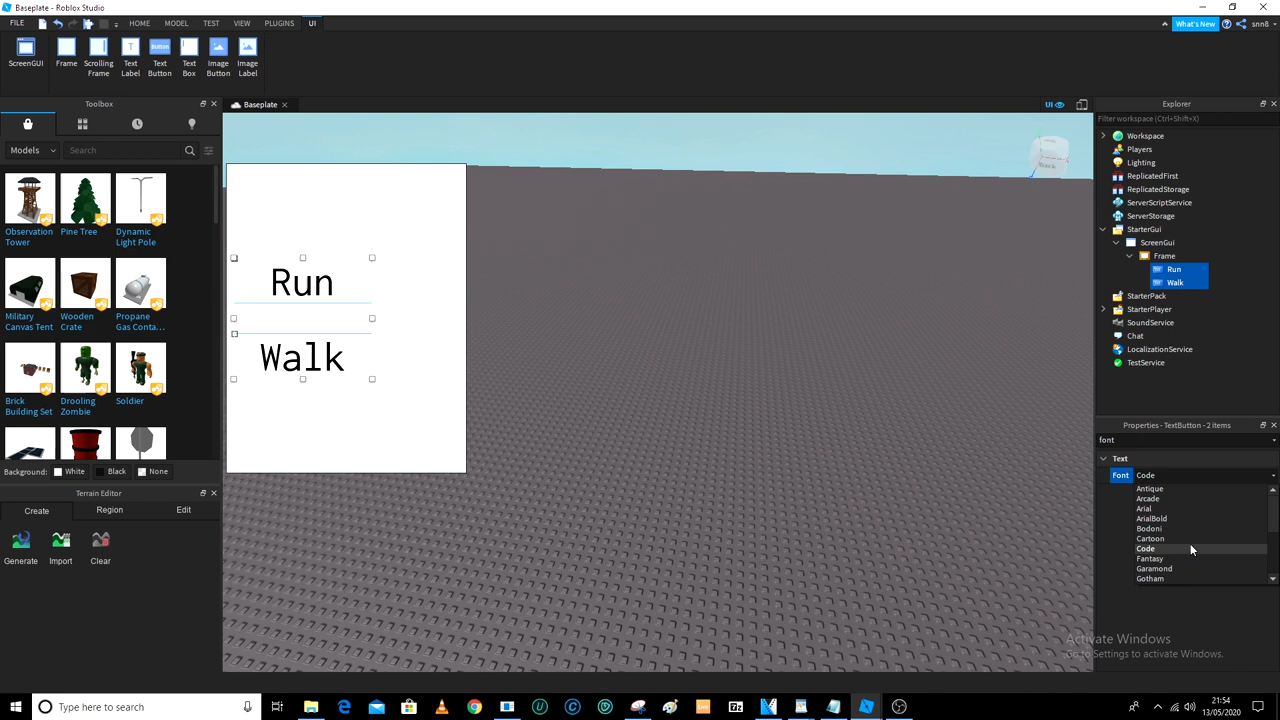 Baseplate - Roblox Studio
FILE HOME MODEL TEST VIEW PLUGINS UI What's New snn8
ScreenGUI Frame Scrolling Frame Text Label Button Text Button Text Box Image Button Image Label
Toolbox
Baseplate
UI
Explorer
Models Search
Filter workspace (Ctrl+Shift+X)
Observation Tower
Pine Tree
Dynamic Light Pole
Military Canvas Tent
Wooden Crate
Propane Gas Conta...
Brick Building Set
Drooling Zombie
Soldier
Background: White Black None
Terrain Editor
Create Region Edit
Generate Import Clear
Run
Walk
Workspace
Players
Lighting
ReplicatedFirst
ReplicatedStorage
ServerScriptService
ServerStorage
StarterGui
ScreenGui
Frame
Run
Walk
StarterPack
StarterPlayer
SoundService
Chat
LocalizationService
TestService
Properties - TextButton - 2 items
font
Text
Font Code
Antique
Arcade
Arial
ArialBold
Bodoni
Cartoon
Code
Fantasy
Garamond
Gotham
Activate Windows
Go to Settings to activate Windows.
Type here to search
21:54
13/05/2020